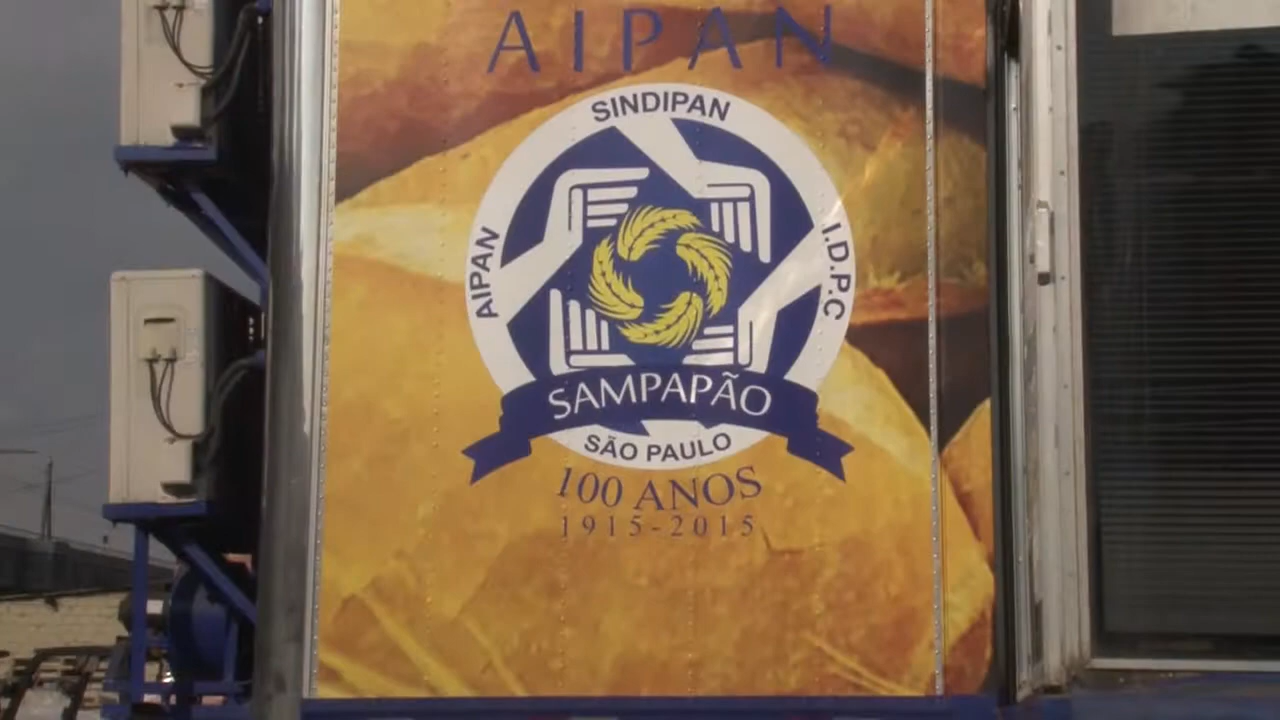 AIPAN
SINDIPAN
AIPAN
I.D.P.C
SAMPAPÃO
SÃO PAULO
100 ANOS
1915-2015